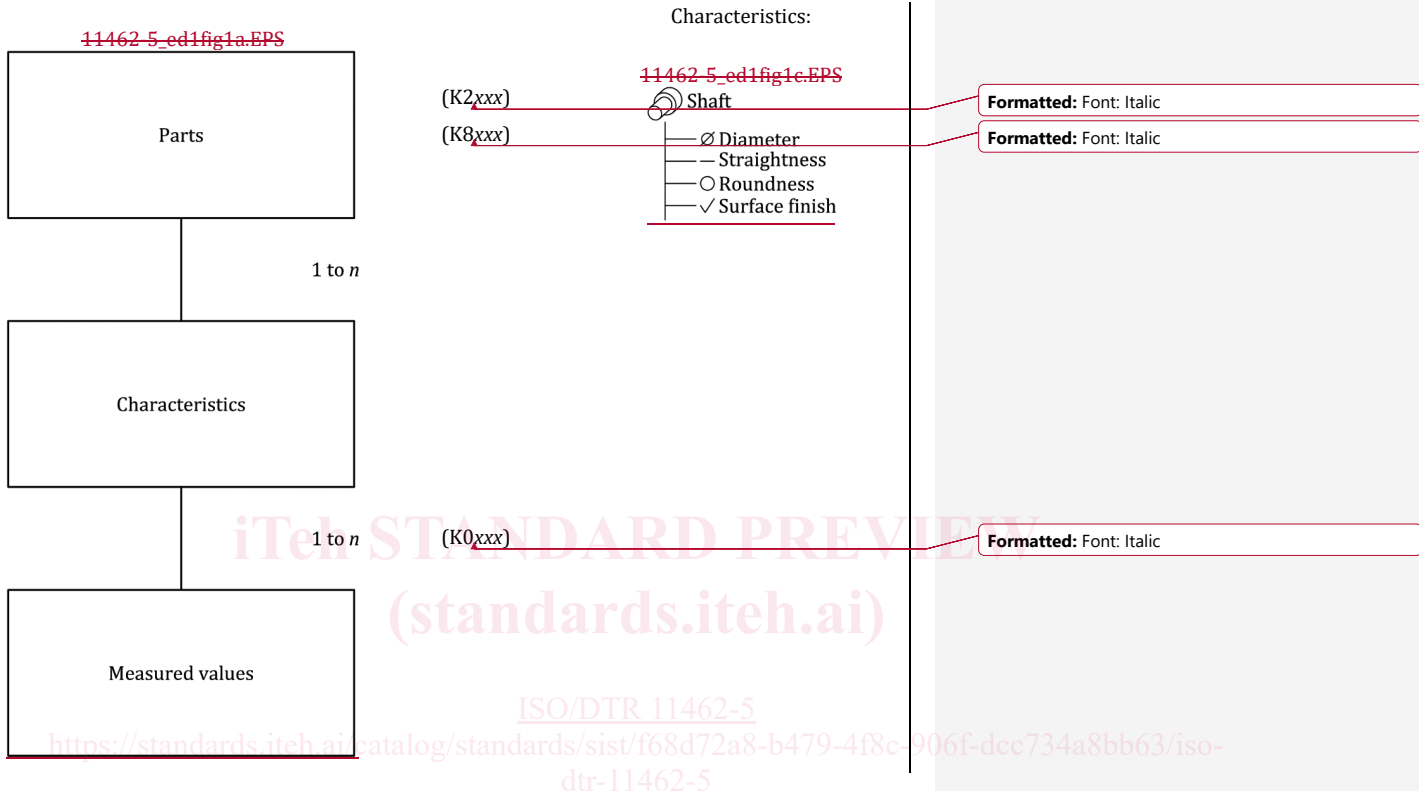 Characteristics:
11462-5_ed1fig1a.EPS
11462-5_ed1fig1c.EPS
(K2xxx)
Shaft
Formatted: Font: Italic
Parts
(K8xxx)
⌀ Diameter
Formatted: Font: Italic
— Straightness
○ Roundness
√ Surface finish
1 to n
Characteristics
iTeh STANDARD PREVIEW
1 to n
(K0xxx)
Formatted: Font: Italic
(standards.iteh.ai)
Measured values
ISO/DTR 11462-5
https://standards.iteh.ai/catalog/standards/sist/f68d72a8-b479-4f8c-906f-dcc734a8bb63/iso-
dtr-11462-5